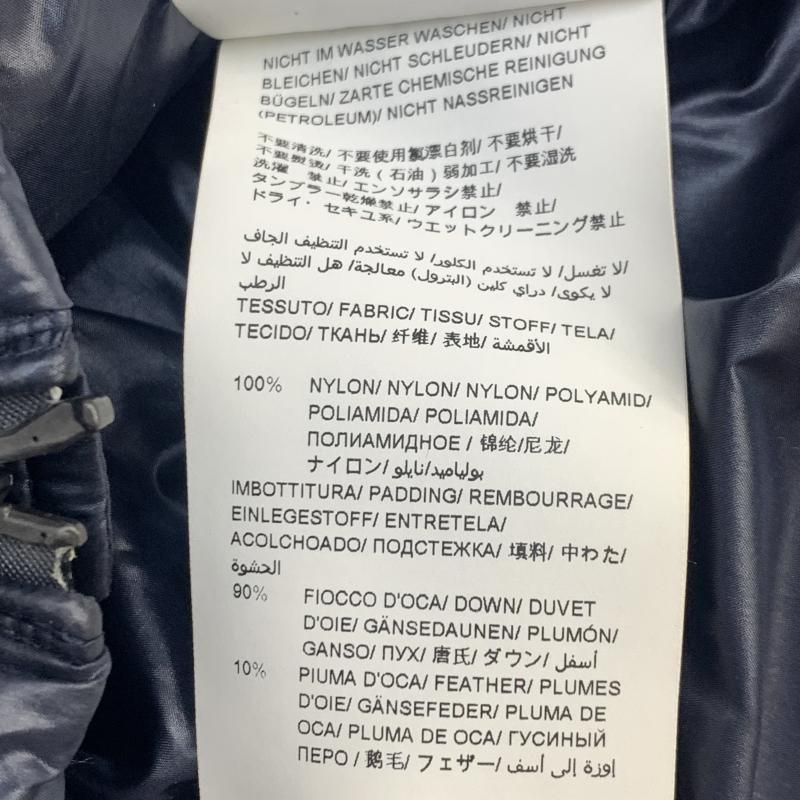 NICHT IM WASSER WASCHEN/ NICHT
BLEICHEN/ NICHT SCHLEUDERN/ NICHT
BÜGELN/ ZARTE CHEMISCHE REINIGUNG
(PETROLEUM)/ NICHT NASSREINIGEN
不要清洗/ 不要使用氯漂白剂/ 不要烘干/
不要熨烫/ 干洗 ( 石油 ) 弱加工/ 不要湿洗
洗濯 禁止/ エンソサラシ禁止/
タンブラー乾燥禁止/ アイロン 禁止/
ドライ・ セキユ系/ ウエットクリーニング禁止
/لا تغسل/ لا تستخدم الكلور/ لا تستخدم التنظيف الجاف
لا يكوى/ دراي كلين (البترول) معالجة/ هل التنظيف لا
الرطب
TESSUTO/ FABRIC/ TISSU/ STOFF/ TELA/
TECIDO/ ТКАНЬ/ 纤维/ 表地/ الأقمشة
100% NYLON/ NYLON/ NYLON/ POLYAMID/
POLIAMIDA/ POLIAMIDA/
ПОЛИАМИДНОЕ / 锦纶/尼龙/
ナイロン/ بولياميد/نايلو
IMBOTTITURA/ PADDING/ REMBOURRAGE/
EINLEGESTOFF/ ENTRETELA/
ACOLCHOADO/ ПОДСТЕЖКА/ 填料/ 中わた/
الحشوة
90% FIOCCO D'OCA/ DOWN/ DUVET
D'OIE/ GÄNSEDAUNEN/ PLUMÓN/
GANSO/ ПУХ/ 唐氏/ ダウン/ أسفل
10% PIUMA D'OCA/ FEATHER/ PLUMES
D'OIE/ GÄNSEFEDER/ PLUMA DE
OCA/ PLUMA DE OCA/ ГУСИНЫЙ
ПЕРО / 鹅毛/ フェザー/ اوزة إلى أسف